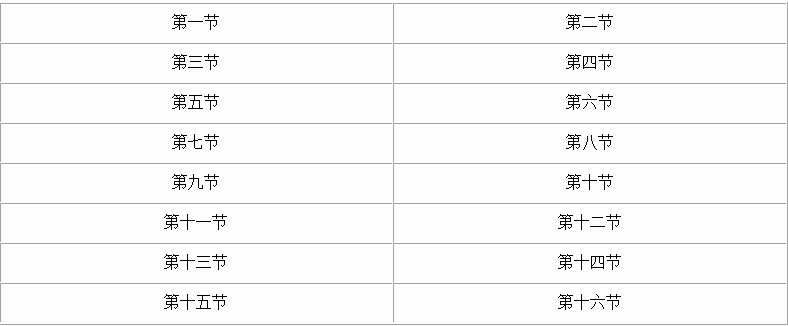 第一节
第二节
第三节
第四节
第五节
第六节
第七节
第八节
第九节
第十节
第十一节
第十二节
第十三节
第十四节
第十五节
第十六节